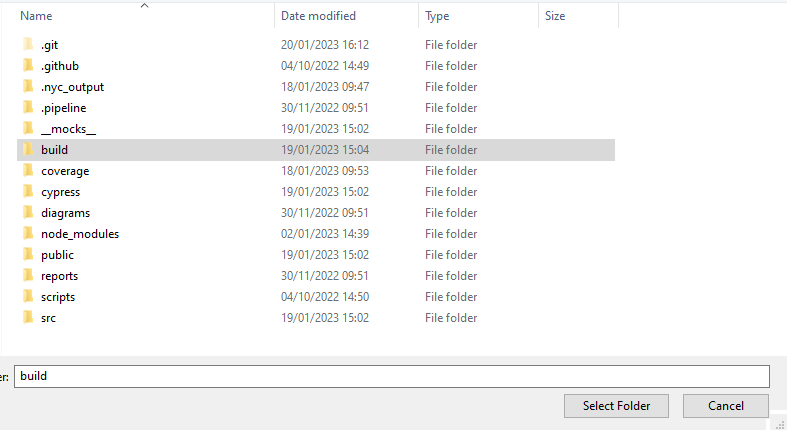 Name Date modified Type Size
.git 20/01/2023 16:12 File folder
.github 04/10/2022 14:49 File folder
.nyc_output 18/01/2023 09:47 File folder
.pipeline 30/11/2022 09:51 File folder
__mocks__ 19/01/2023 15:02 File folder
build 19/01/2023 15:04 File folder
coverage 18/01/2023 09:53 File folder
cypress 19/01/2023 15:02 File folder
diagrams 30/11/2022 09:51 File folder
node_modules 02/01/2023 14:39 File folder
public 19/01/2023 15:02 File folder
reports 30/11/2022 09:51 File folder
scripts 04/10/2022 14:50 File folder
src 19/01/2023 15:02 File folder
er: build
Select Folder Cancel